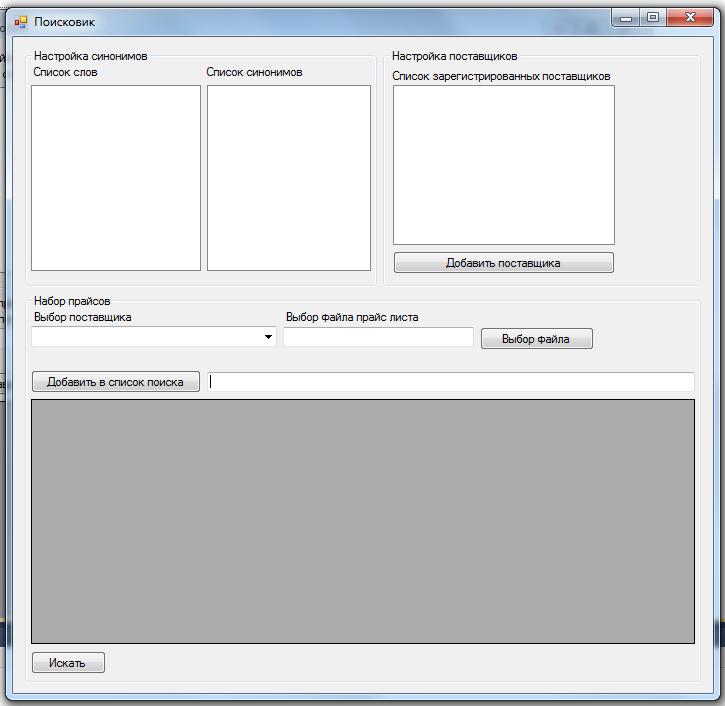 Поисковик
Настройка синонимов
Список слов
Список синонимов
Настройка поставщиков
Список зарегистрированных поставщиков
Добавить поставщика
Набор прайсов
Выбор поставщика
Выбор файла прайс листа
Выбор файла
Добавить в список поиска
Искать